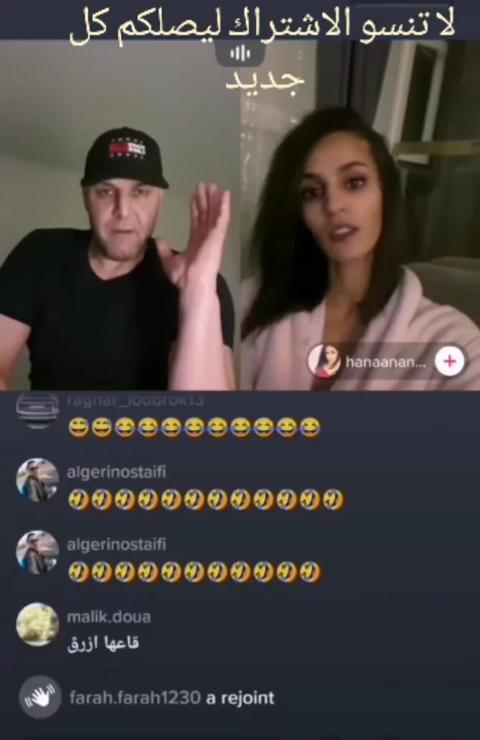 لا تنسو الاشتراك ليصلكم كل
جديد
hanaanan...
ragnar_lodbrok13
😅😅😂😂😂😂😂😂😂😂😂
algerinostaifi
🤣🤣🤣🤣🤣🤣🤣🤣🤣🤣🤣🤣
algerinostaifi
🤣🤣🤣🤣🤣🤣🤣🤣🤣🤣🤣
malik.doua
قاعها ازرق
farah.farah1230 a rejoint